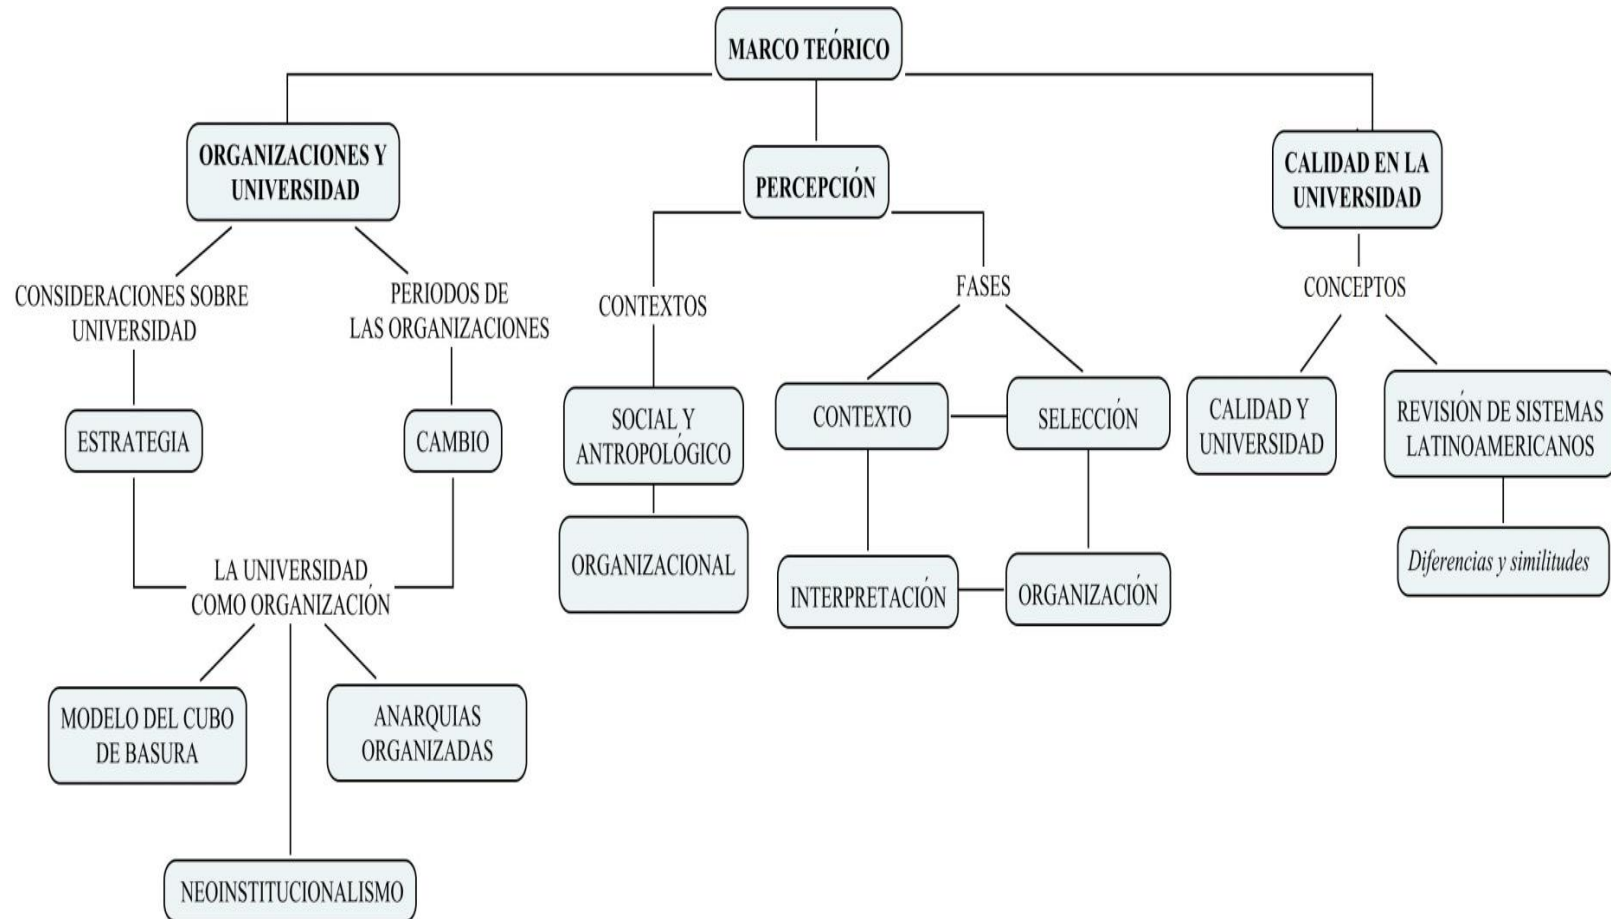 MARCO TEÓRICO
ORGANIZACIONES Y
UNIVERSIDAD
PERCEPCIÓN
CALIDAD EN LA
UNIVERSIDAD
CONSIDERACIONES SOBRE
UNIVERSIDAD
PERIODOS DE
LAS ORGANIZACIONES
CONTEXTOS
FASES
CONCEPTOS
ESTRATEGIA
CAMBIO
SOCIAL Y
ANTROPOLÓGICO
CONTEXTO
SELECCIÓN
CALIDAD Y
UNIVERSIDAD
REVISIÓN DE SISTEMAS
LATINOAMERICANOS
ORGANIZACIONAL
INTERPRETACIÓN
ORGANIZACIÓN
Diferencias y similitudes
LA UNIVERSIDAD
COMO ORGANIZACIÓN
MODELO DEL CUBO
DE BASURA
ANARQUIAS
ORGANIZADAS
NEOINSTITUCIONALISMO